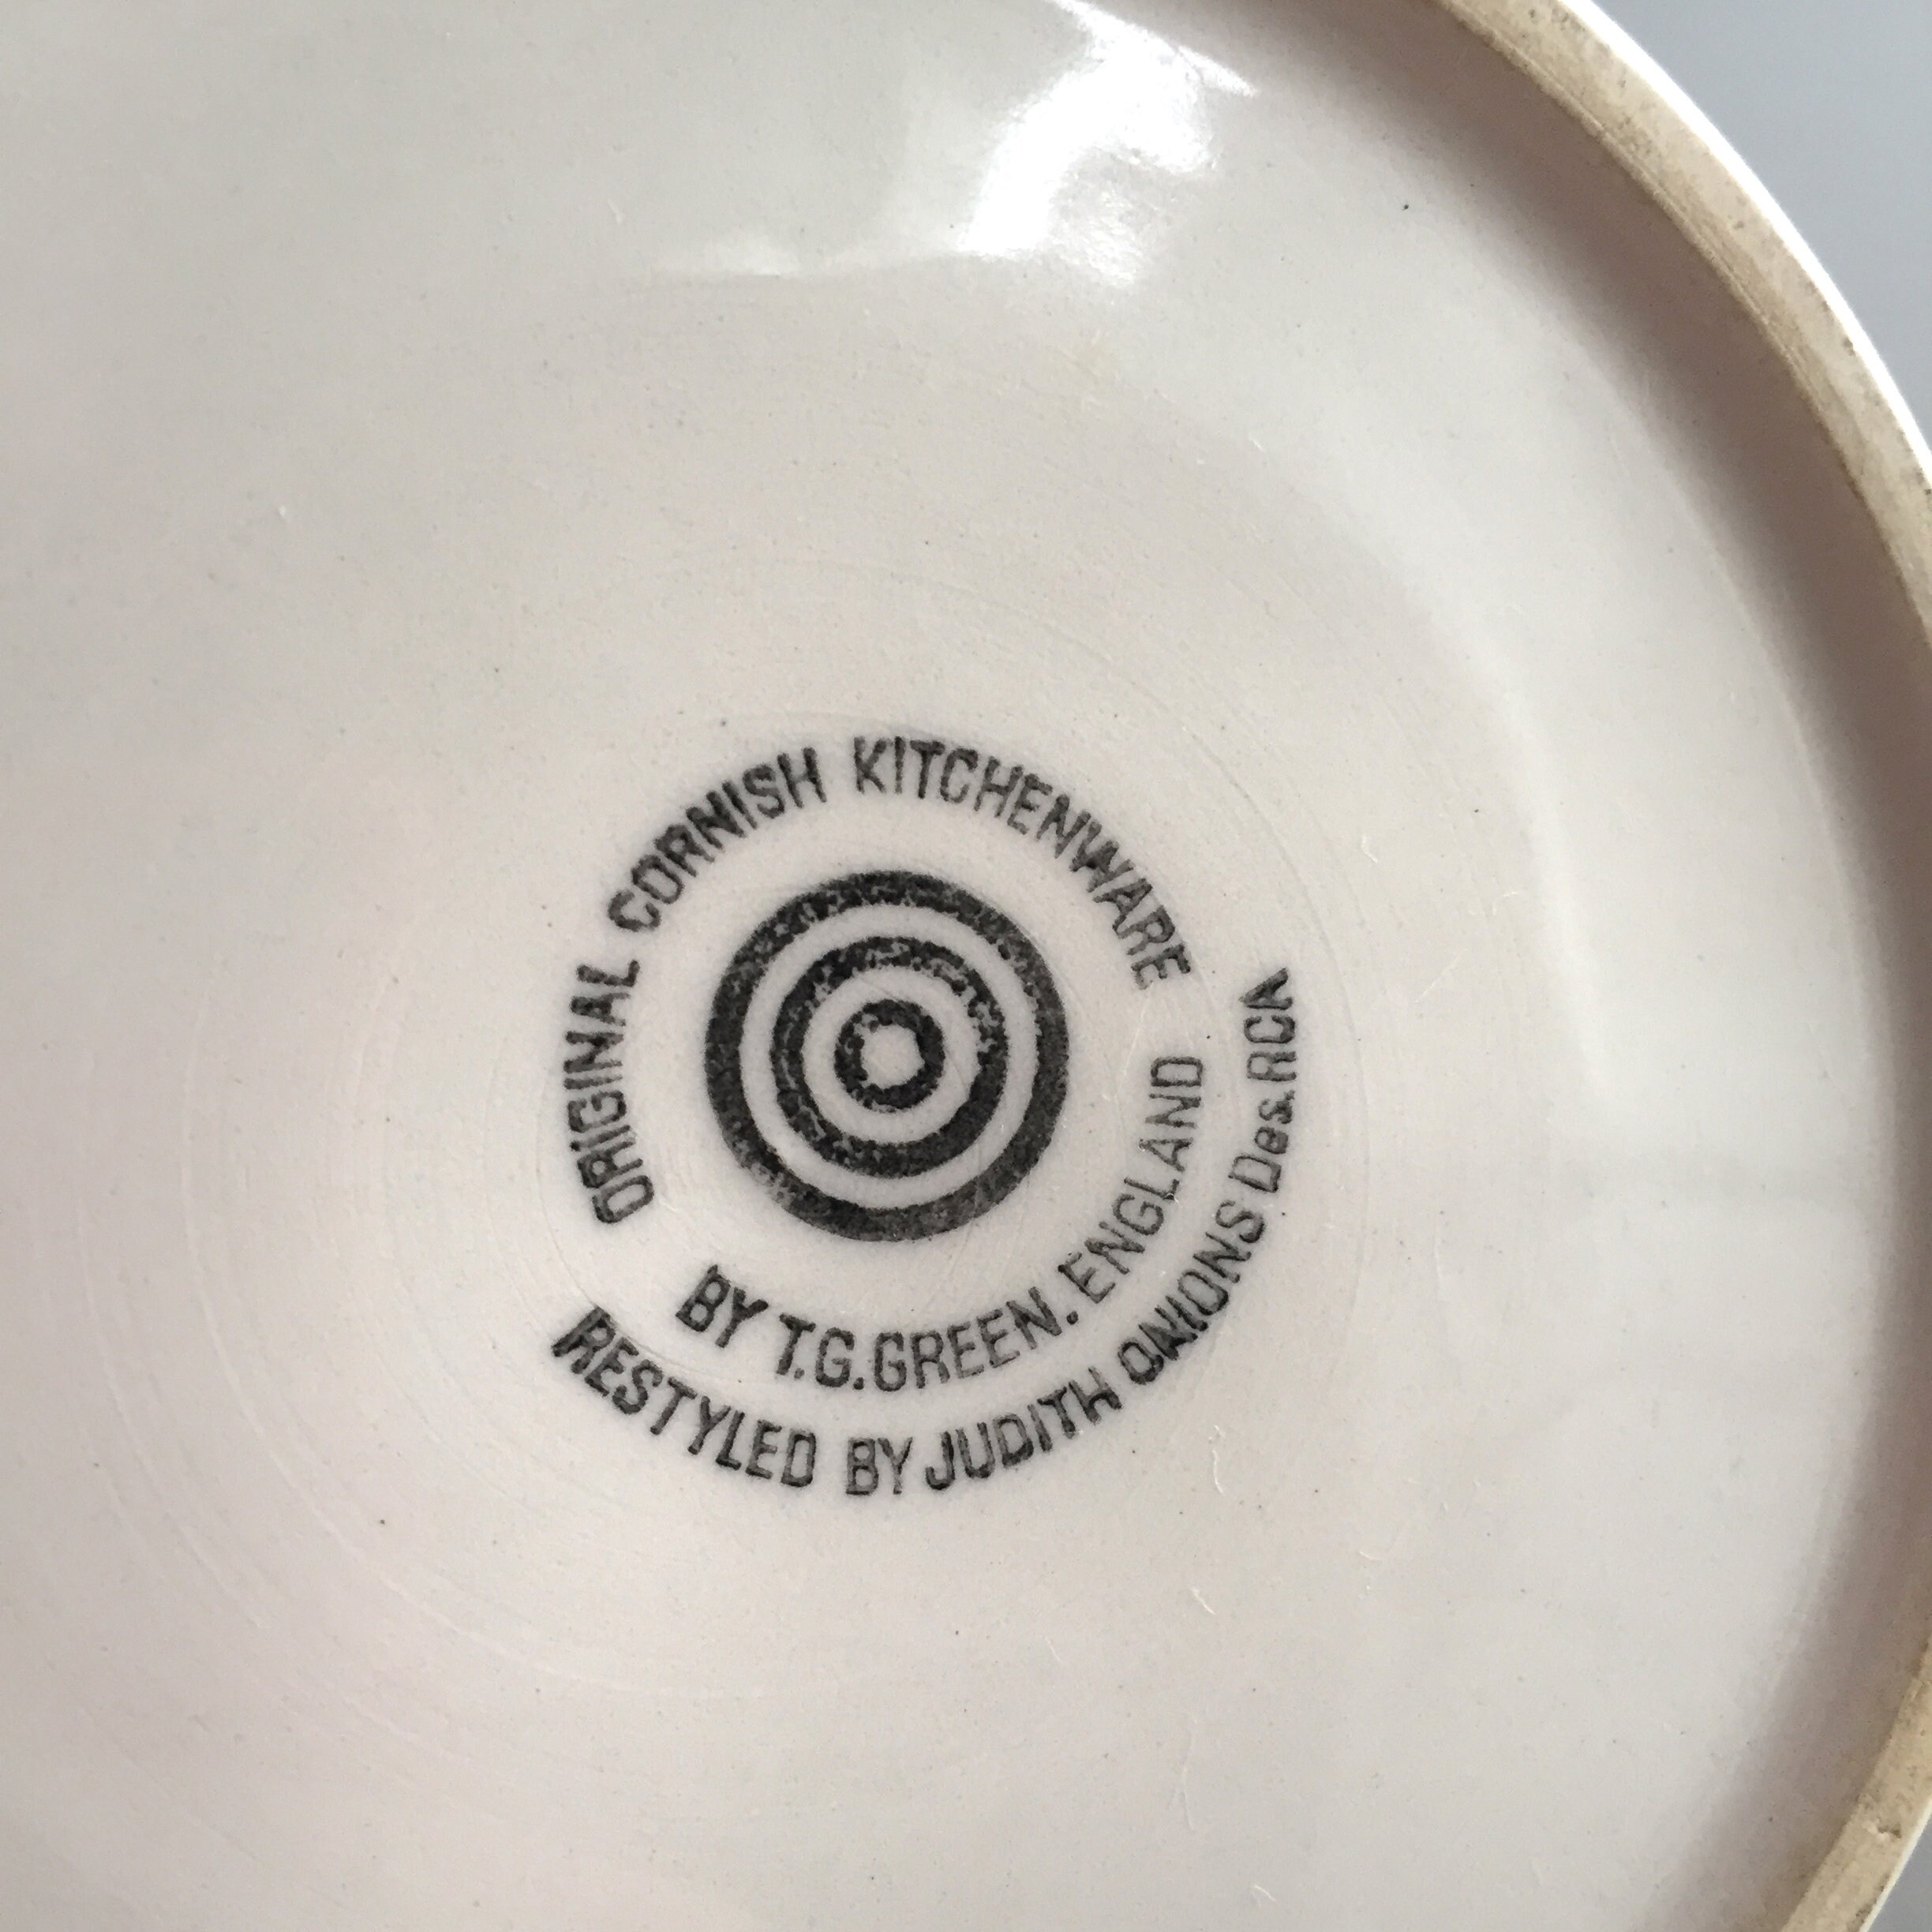 ORIGINAL CORNISH KITCHENWARE
BY T.G.GREEN. ENGLAND
RESTYLED BY JUDITH ONIONS Des.RCA